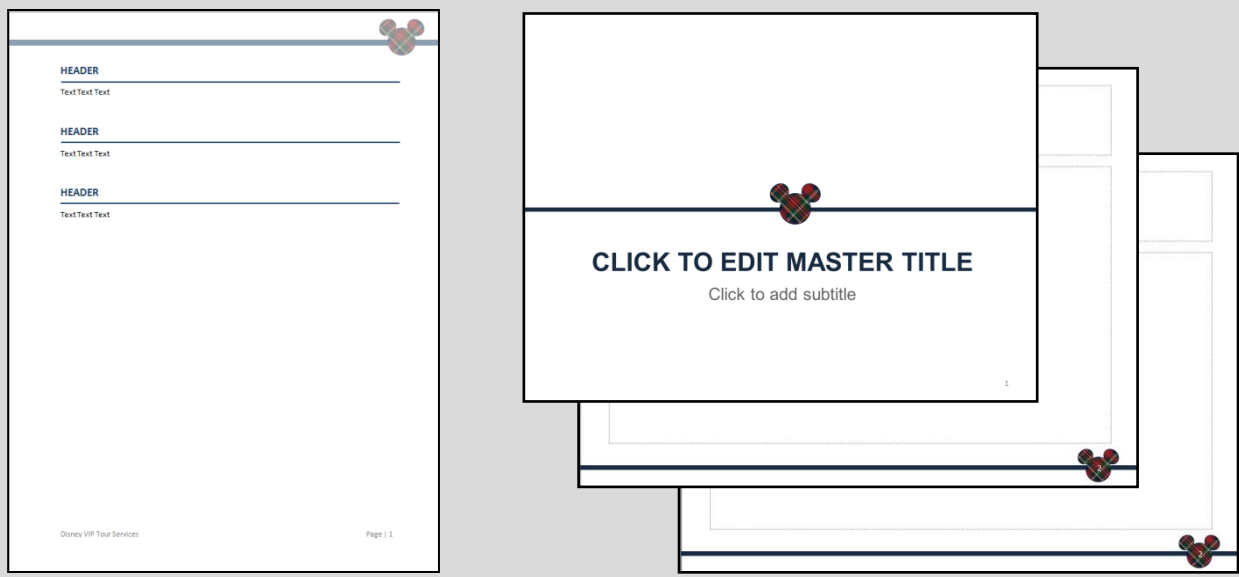 HEADER
Text Text Text
HEADER
Text Text Text
HEADER
Text Text Text
Disney VIP Tour Services
Page | 1
CLICK TO EDIT MASTER TITLE
Click to add subtitle
1
2
2